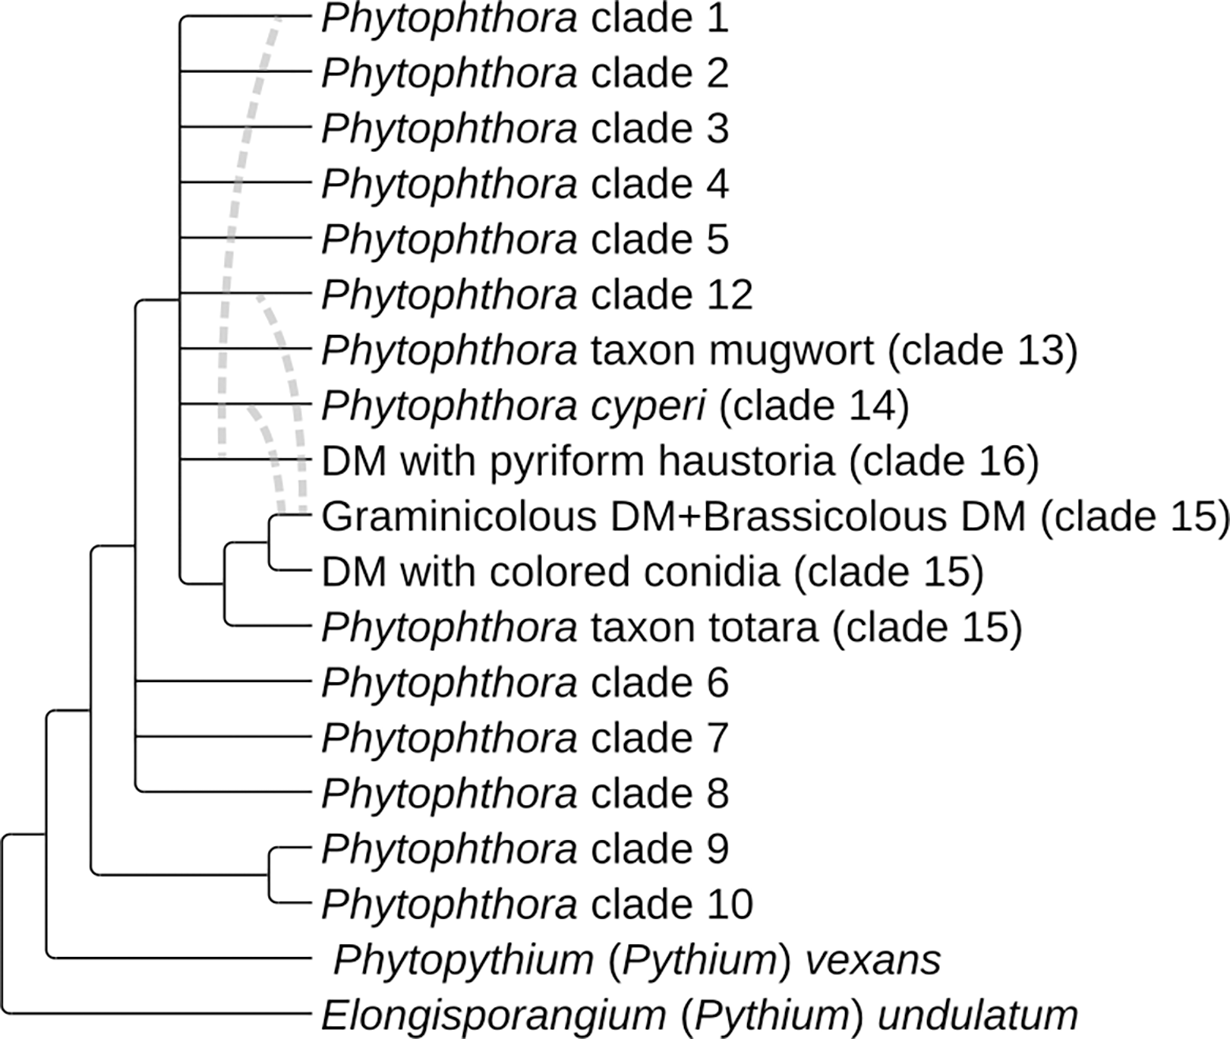 Phytophthora clade 1
Phytophthora clade 2
Phytophthora clade 3
Phytophthora clade 4
Phytophthora clade 5
Phytophthora clade 12
Phytophthora taxon mugwort (clade 13)
Phytophthora cyperi (clade 14)
DM with pyriform haustoria (clade 16)
Graminicolous DM+Brassicolous DM (clade 15)
DM with colored conidia (clade 15)
Phytophthora taxon totara (clade 15)
Phytophthora clade 6
Phytophthora clade 7
Phytophthora clade 8
Phytophthora clade 9
Phytophthora clade 10
Phytopythium (Pythium) vexans
Elongisporangium (Pythium) undulatum